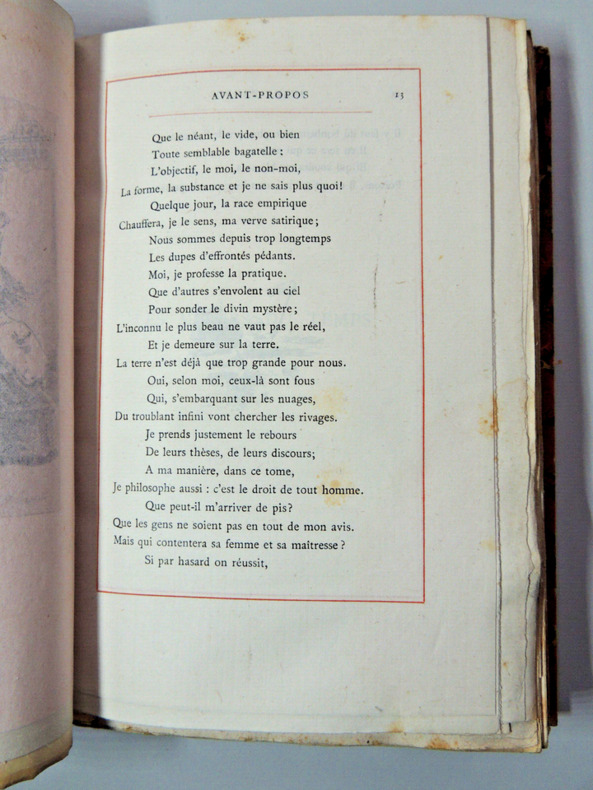 AVANT-PROPOS 13
Que le néant, le vide, ou bien
Toute semblable bagatelle :
L'objectif, le moi, le non-moi,
La forme, la substance et je ne sais plus quoi!
Quelque jour, la race empirique
Chauffera, je le sens, ma verve satirique;
Nous sommes depuis trop longtemps
Les dupes d'effrontés pédants.
Moi, je professe la pratique.
Que d'autres s'envolent au ciel
Pour sonder le divin mystère;
L'inconnu le plus beau ne vaut pas le réel,
Et je demeure sur la terre.
La terre n'est déjà que trop grande pour nous.
Oui, selon moi, ceux-là sont fous
Qui, s'embarquant sur les nuages,
Du troublant infini vont chercher les rivages.
Je prends justement le rebours
De leurs thèses, de leurs discours;
A ma manière, dans ce tome,
Je philosophe aussi : c'est le droit de tout homme.
Que peut-il m'arriver de pis?
Que les gens ne soient pas en tout de mon avis.
Mais qui contentera sa femme et sa maîtresse?
Si par hasard on réussit,